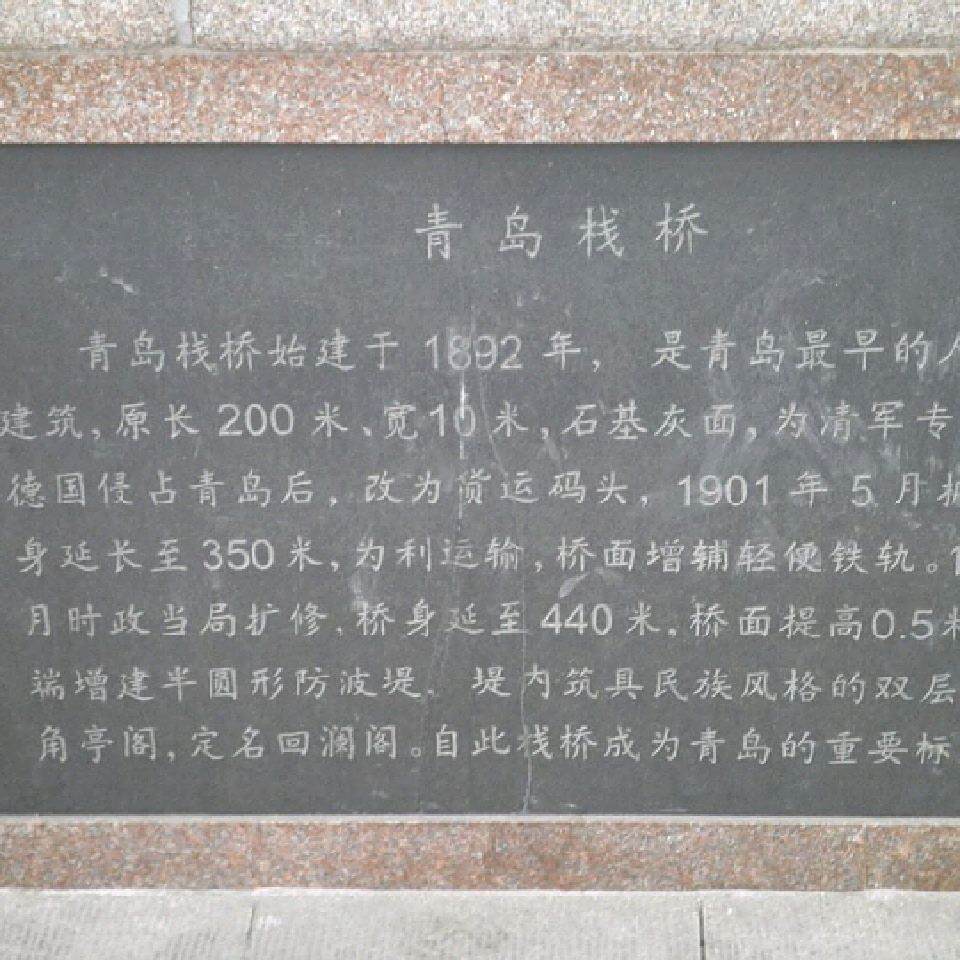 青岛栈桥
青岛栈桥始建于1892年， 是青岛最早的人
建筑，原长200米、宽10米，石基灰面，为清军专
德国侵占青岛后，改为货运码头，1901年5月
身延长至350米，为利运输，桥面增辅轻便铁轨。
月时政当局扩修，桥身延至440米。桥面提高0.5米
端增建半圆形防波堤， 堤内筑具民族风格的双层
角亭阁，定名回澜阁。自此栈桥成为青岛的重要标